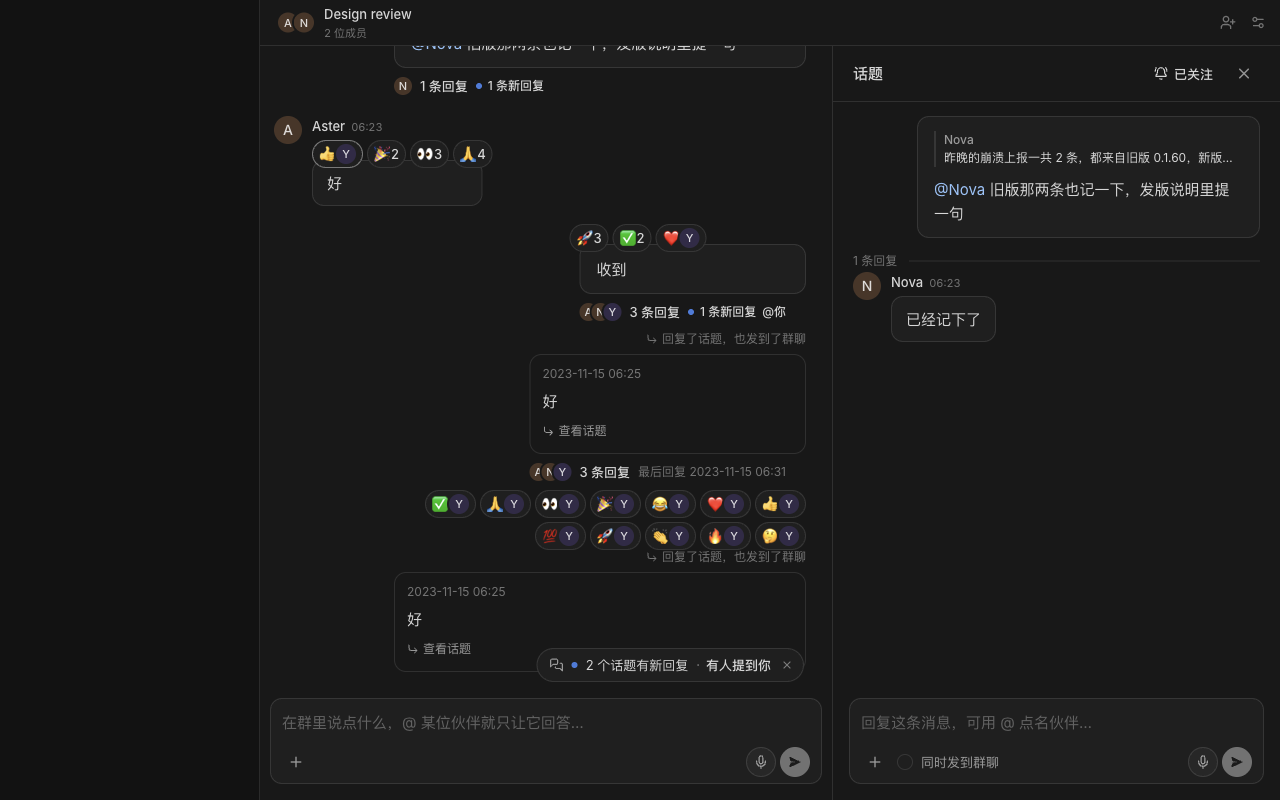 A N Design review
2 位成员
N 1 条回复 1 条新回复
A Aster 06:23
👍 Y 🎉2 👀3 🙏4
好
🚀3 ✅2 ❤️ Y
收到
Y 3 条回复 1 条新回复 @你
回复了话题，也发到了群聊
2023-11-15 06:25
好
查看话题
Y 3 条回复 最后回复 2023-11-15 06:31
✅ Y 🙏 Y 👀 Y 🎉 Y 😂 Y ❤️ Y 👍 Y
💯 Y 🚀 Y 👏 Y 🔥 Y 🤔 Y
回复了话题，也发到了群聊
2023-11-15 06:25
好
查看话题
2 个话题有新回复 · 有人提到你
在群里说点什么，@ 某位伙伴就只让它回答...
话题
已关注
Nova
昨晚的崩溃上报一共 2 条，都来自旧版 0.1.60，新版...
@Nova 旧版那两条也记一下，发版说明里提
一句
1 条回复
N Nova 06:23
已经记下了
回复这条消息，可用 @ 点名伙伴...
同时发到群聊